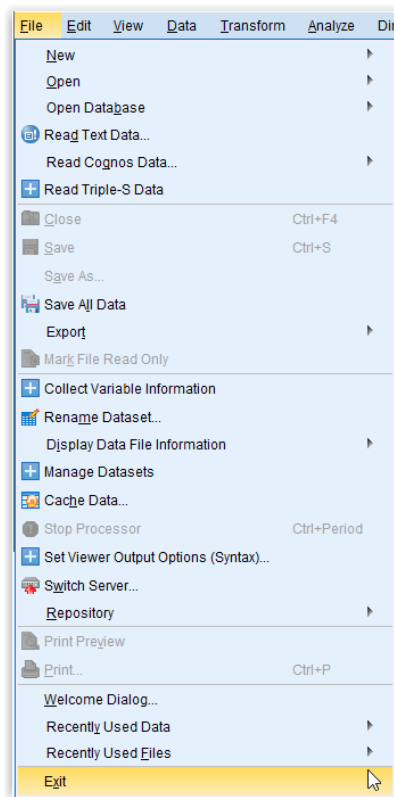 File Edit View Data Transform Analyze Dir
New
Open
Open Database
Read Text Data...
Read Cognos Data...
Read Triple-S Data
Close Ctrl+F4
Save Ctrl+S
Save As...
Save All Data
Export
Mark File Read Only
Collect Variable Information
Rename Dataset...
Display Data File Information
Manage Datasets
Cache Data...
Stop Processor Ctrl+Period
Set Viewer Output Options (Syntax)...
Switch Server...
Repository
Print Preview
Print... Ctrl+P
Welcome Dialog...
Recently Used Data
Recently Used Files
Exit